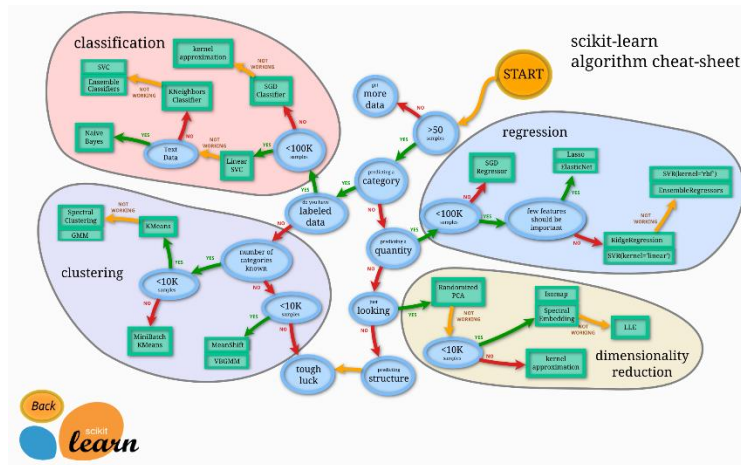 scikit-learn
algorithm cheat-sheet
START
classification
kernel
approximation
NOT
WORKING
SVC
Ensemble
Classifiers
NOT
WORKING
KNeighbors
Classifier
SGD
Classifier
NO
NO
Naive
Bayes
YES
Text
Data
NOT
WORKING
Linear
SVC
YES
<100K
samples
YES
get
more
data
NO
>50
samples
YES
predicting a
category
YES
do you have
labeled
data
NO
NO
predicting a
quantity
YES
NO
just
looking
YES
NO
predicting
structure
tough
luck
regression
SGD
Regressor
NO
<100K
samples
YES
Lasso
ElasticNet
YES
few features
should be
important
NO
SVR(kernel='rbf')
EnsembleRegressors
NOT
WORKING
RidgeRegression
SVR(kernel='linear')
clustering
Spectral
Clustering
GMM
NOT
WORKING
KMeans
YES
number of
categories
known
YES
NO
<10K
samples
NO
MiniBatch
KMeans
<10K
samples
YES
NO
MeanShift
VBGMM
Randomized
PCA
NOT
WORKING
<10K
samples
YES
NO
Isomap
Spectral
Embedding
NOT
WORKING
LLE
kernel
Approximation
dimensionality
reduction
Back
scikit
learn